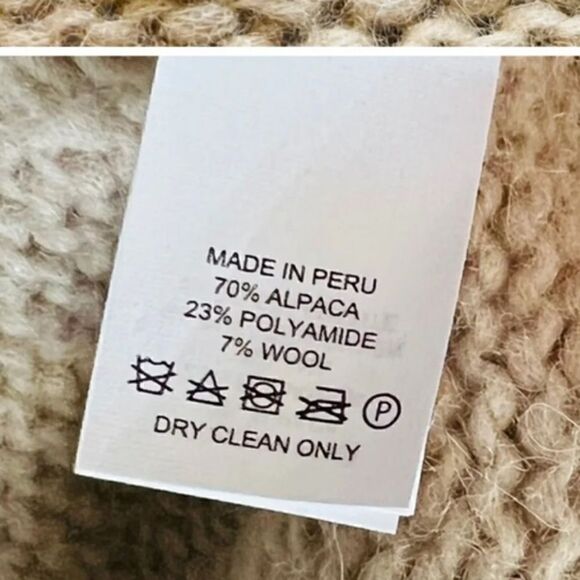 MADE IN PERU
70% ALPACA
23% POLYAMIDE
7% WOOL
P
DRY CLEAN ONLY